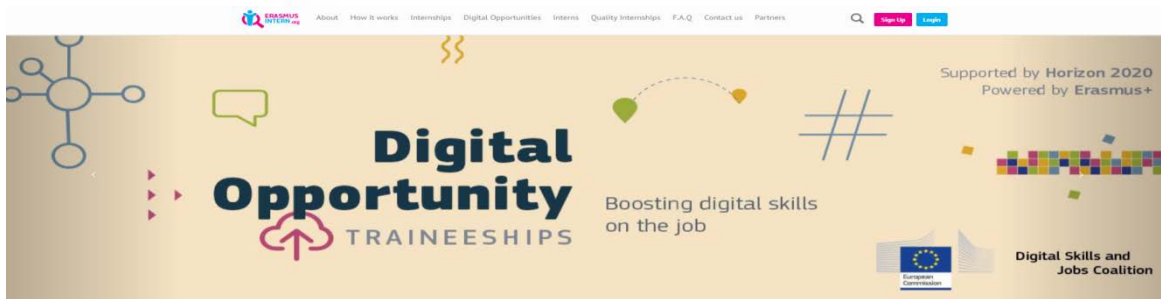 ERASMUS
INTERN .org
About How it works Internships Digital Opportunities Interns Quality Internships F.A.Q Contact us Partners
Sign Up Login
Supported by Horizon 2020
Powered by Erasmus+
Digital
Opportunity
TRAINEESHIPS
Boosting digital skills
on the job
European
Commission
Digital Skills and
Jobs Coalition